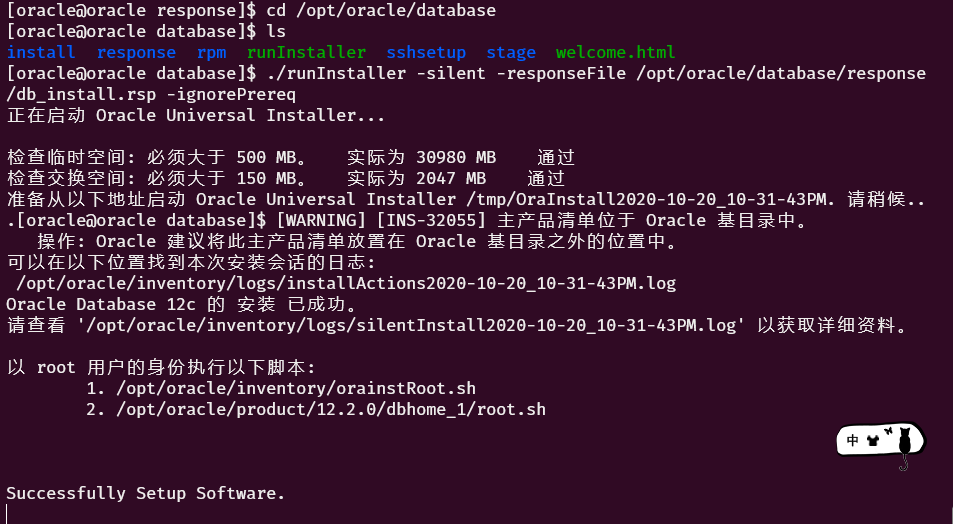 [oracle@oracle response]$ cd /opt/oracle/database
[oracle@oracle database]$ ls
install  response  rpm  runInstaller  sshsetup  stage  welcome.html
[oracle@oracle database]$ ./runInstaller -silent -responseFile /opt/oracle/database/response
/db_install.rsp -ignorePrereq
正在启动 Oracle Universal Installer...
检查临时空间: 必须大于 500 MB。   实际为 30980 MB    通过
检查交换空间: 必须大于 150 MB。   实际为 2047 MB    通过
准备从以下地址启动 Oracle Universal Installer /tmp/OraInstall2020-10-20_10-31-43PM. 请稍候..
.[oracle@oracle database]$ [WARNING] [INS-32055] 主产品清单位于 Oracle 基目录中。
   操作: Oracle 建议将此主产品清单放置在 Oracle 基目录之外的位置中。
可以在以下位置找到本次安装会话的日志:
 /opt/oracle/inventory/logs/installActions2020-10-20_10-31-43PM.log
Oracle Database 12c 的 安装 已成功。
请查看 '/opt/oracle/inventory/logs/silentInstall2020-10-20_10-31-43PM.log' 以获取详细资料。
以 root 用户的身份执行以下脚本:
        1. /opt/oracle/inventory/orainstRoot.sh
        2. /opt/oracle/product/12.2.0/dbhome_1/root.sh
中
Successfully Setup Software.